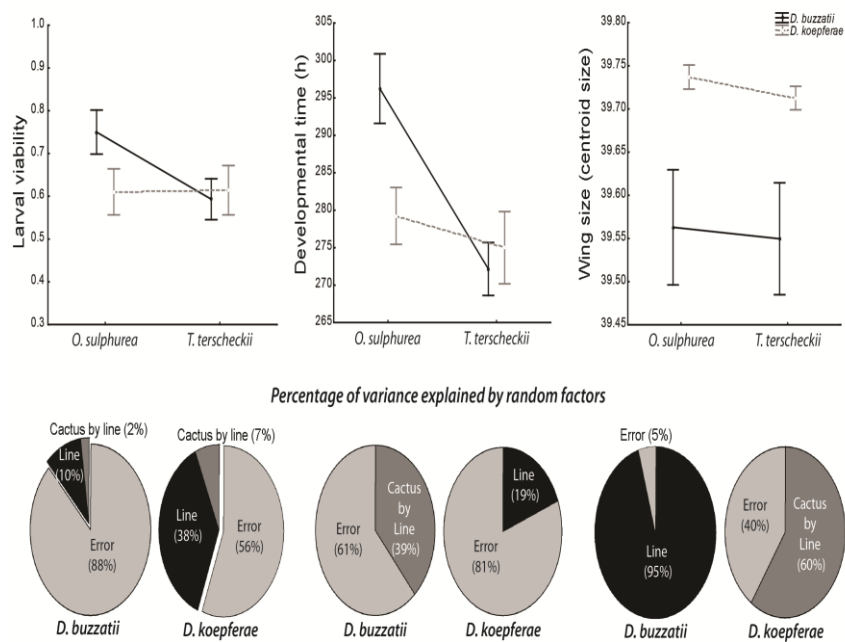 D. buzzatii
D. koepferae
Larval viability
1.0
0.9
0.8
0.7
0.6
0.5
0.4
0.3
O. sulphurea
T. terscheckii
Developmental time (h)
305
300
295
290
285
280
275
270
265
O. sulphurea
T. terscheckii
Wing size (centroid size)
39.80
39.75
39.70
39.60
39.55
39.50
39.45
O. sulphurea
T. terscheckii
Percentage of variance explained by random factors
Cactus by line (2%)
Line
(10%)
Error
(88%)
D. buzzatii
Cactus by line (7%)
Line
(38%)
Error
(56%)
D. koepferae
Cactus
by
Line
(39%)
Error
(61%)
D. buzzatii
Line
(19%)
Error
(81%)
D. koepferae
Error (5%)
Line
(95%)
D. buzzatii
Error
(40%)
Cactus
by
Line
(60%)
D. koepferae